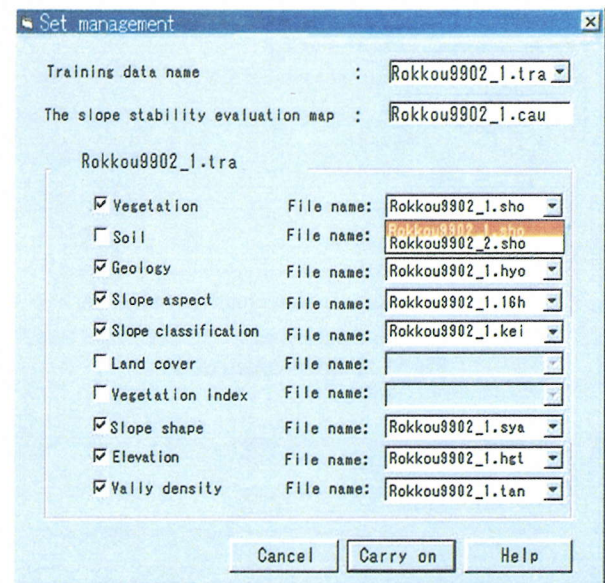 Set management
Training data name : Rokkou9902_1.tra
The slope stability evaluation map : Rokkou9902_1.cau
Rokkou9902_1.tra
Vegetation File name: Rokkou9902_1.sho
Soil File name: Rokkou9902_1.sho
Rokkou9902_2.sho
Geology File name: Rokkou9902_1.hyo
Slope aspect File name: Rokkou9902_1.16h
Slope classification File name: Rokkou9902_1.kei
Land cover File name:
Vegetation index File name:
Slope shape File name: Rokkou9902_1.sya
Elevation File name: Rokkou9902_1.hgt
Vally density File name: Rokkou9902_1.tan
Cancel Carry on Help